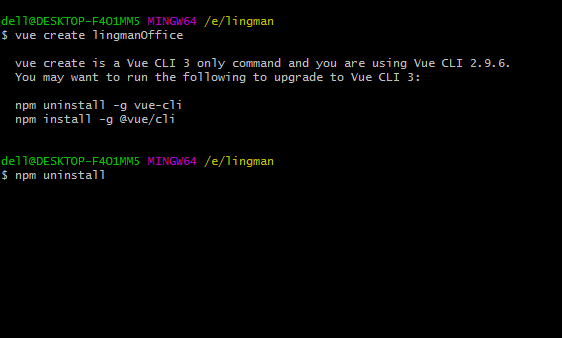 dell@DESKTOP-F4O1MM5 MINGW64 /e/lingman
$ vue create lingmanOffice
vue create is a Vue CLI 3 only command and you are using Vue CLI 2.9.6.
You may want to run the following to upgrade to Vue CLI 3:
npm uninstall -g vue-cli
npm install -g @vue/cli
dell@DESKTOP-F4O1MM5 MINGW64 /e/lingman
$ npm uninstall